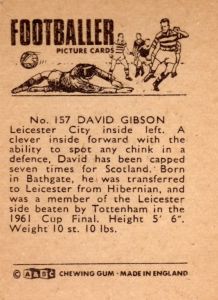 FOOTBALLER
PICTURE CARDS
No. 157 DAVID GIBSON
Leicester City inside left. A
clever inside forward with the
ability to spot any chink in a
defence, David has been capped
seven times for Scotland. Born
in Bathgate, he was transferred
to Leicester from Hibernian, and
was a member of the Leicester
side beaten by Tottenham in the
1961 Cup Final. Height 5' 6".
Weight 10 st. 10 lbs.
© A&BC CHEWING GUM - MADE IN ENGLAND